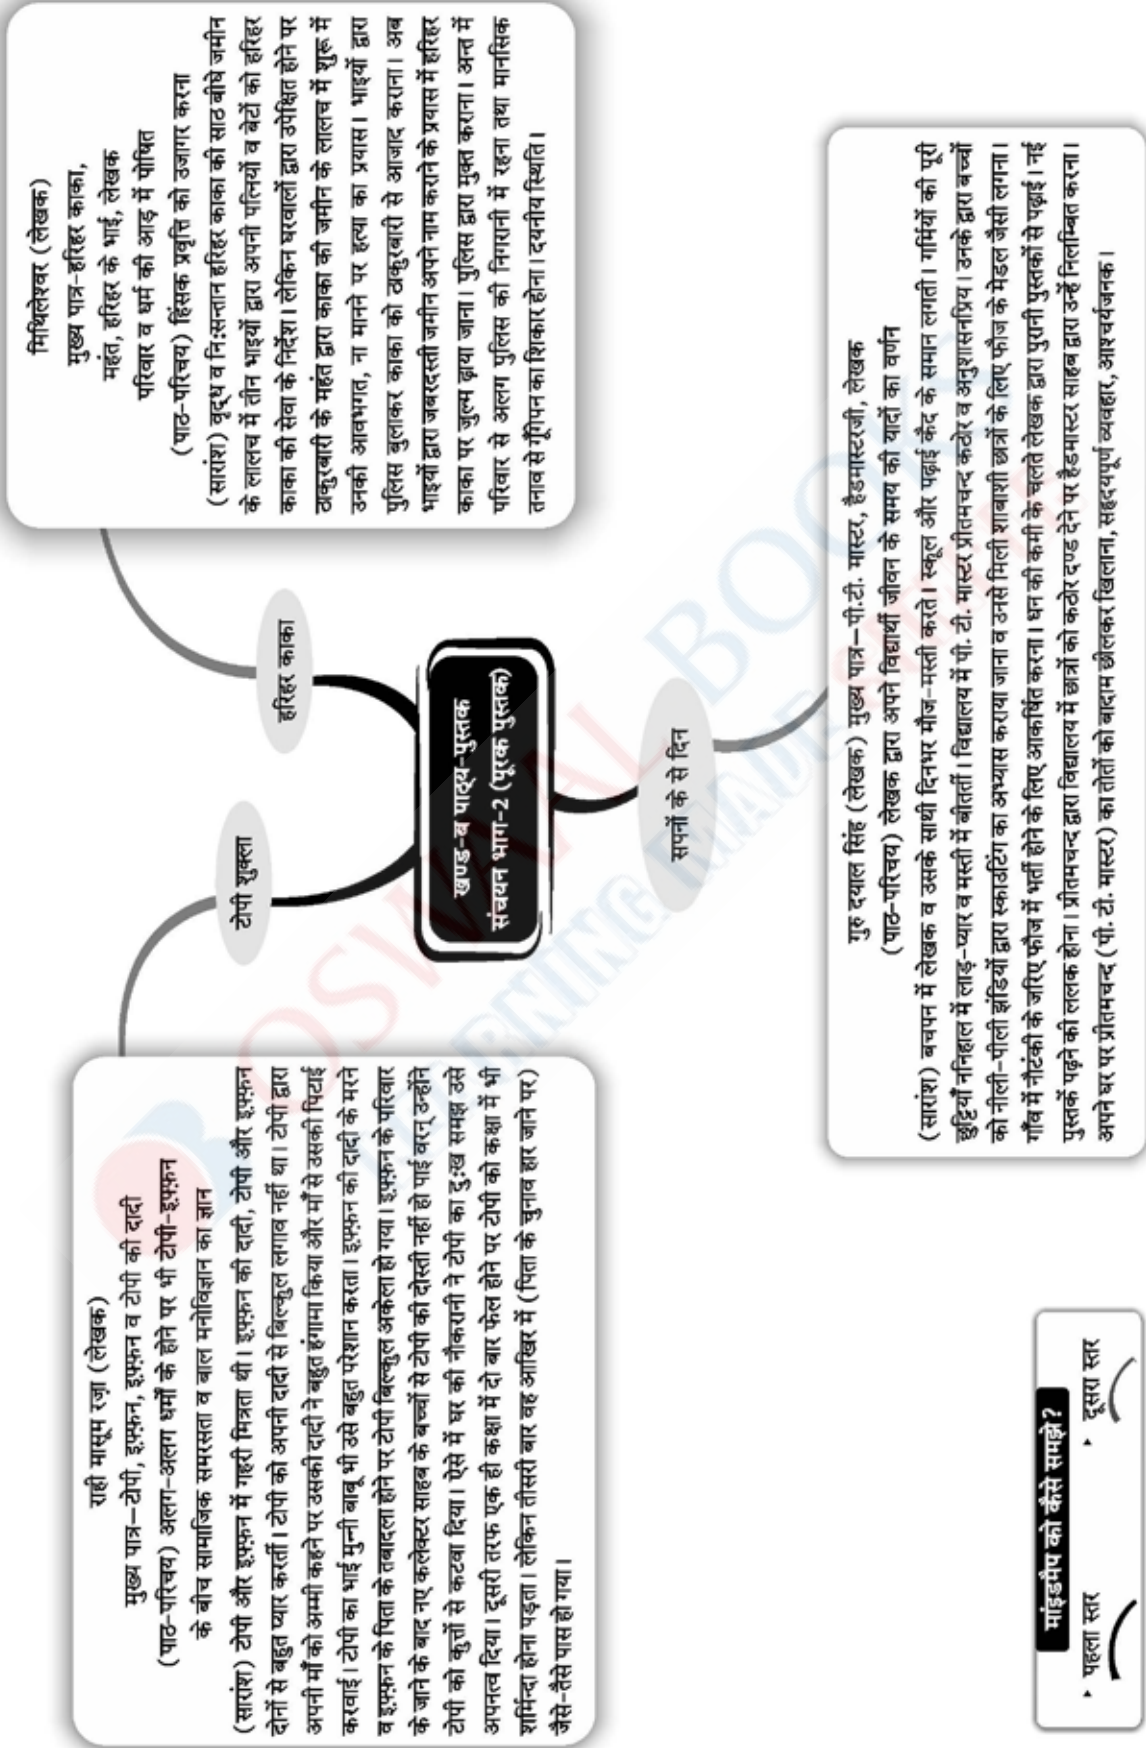 खण्ड-ब पाठ्य-पुस्तक
संचयन भाग-2 (पूरक पुस्तक)
टोपी शुक्ला
राही मासूम रज़ा (लेखक)
मुख्य पात्र—टोपी, इफ़्फ़न, इफ़्फ़न व टोपी की दादी
(पाठ-परिचय) अलग-अलग धर्मों के होने पर भी टोपी-इफ़्फ़न
के बीच सामाजिक समरसता व बाल मनोविज्ञान का ज्ञान
(सारांश) टोपी और इफ़्फ़न में गहरी मित्रता थी। इफ़्फ़न की दादी, टोपी और इफ़्फ़न
दोनों से बहुत प्यार करतीं। टोपी को अपनी दादी से बिल्कुल लगाव नहीं था। टोपी द्वारा
अपनी माँ को अम्मी कहने पर उसकी दादी ने बहुत हंगामा किया और माँ से उसकी पिटाई
करवाई। टोपी का भाई मुन्नी बाबू भी उसे बहुत परेशान करता। इफ़्फ़न की दादी के मरने
व इफ़्फ़न के पिता के तबादला होने पर टोपी बिल्कुल अकेला हो गया। इफ़्फ़न के परिवार
के जाने के बाद नए कलेक्टर साहब के बच्चों से टोपी की दोस्ती नहीं हो पाई वरन् उन्होंने
टोपी को कुत्तों से कटवा दिया। ऐसे में घर की नौकरानी ने टोपी का दुःख समझ उसे
अपनत्व दिया। दूसरी तरफ एक ही कक्षा में दो बार फेल होने पर टोपी को कक्षा में भी
शर्मिन्दा होना पड़ता। लेकिन तीसरी बार वह आखिर में (पिता के चुनाव हार जाने पर)
जैसे-तैसे पास हो गया।
हरिहर काका
मिथिलेश्वर (लेखक)
मुख्य पात्र-हरिहर काका,
महंत, हरिहर के भाई, लेखक
परिवार व धर्म की आड़ में पोषित
(पाठ-परिचय) हिंसक प्रवृत्ति को उजागर करना
(सारांश) वृद्ध व नि:सन्तान हरिहर काका की साठ बीघे जमीन
के लालच में तीन भाइयों द्वारा अपनी पत्नियों व बेटों को हरिहर
काका की सेवा के निर्देश। लेकिन घरवालों द्वारा उपेक्षित होने पर
ठाकुरबारी के महंत द्वारा काका की जमीन के लालच में शुरू में
उनकी आवभगत, ना मानने पर हत्या का प्रयास। भाइयों द्वारा
पुलिस बुलाकर काका को ठाकुरबारी से आजाद कराना। अब
भाइयों द्वारा जबरदस्ती जमीन अपने नाम कराने के प्रयास में हरिहर
काका पर जुल्म ढ़ाया जाना। पुलिस द्वारा मुक्त कराना। अन्त में
परिवार से अलग पुलिस की निगरानी में रहना तथा मानसिक
तनाव से गूँगेपन का शिकार होना। दयनीय स्थिति।
सपनों के से दिन
गुरु दयाल सिंह (लेखक) मुख्य पात्र—पी.टी. मास्टर, हैडमास्टरजी, लेखक
(पाठ-परिचय) लेखक द्वारा अपने विद्यार्थी जीवन के समय की यादों का वर्णन
(सारांश) बचपन में लेखक व उसके साथी दिनभर मौज-मस्ती करते। स्कूल और पढ़ाई कैद के समान लगती। गर्मियों की पूरी
छुट्टियाँ ननिहाल में लाड़-प्यार व मस्ती में बीततीं। विद्यालय में पी. टी. मास्टर प्रीतमचन्द कठोर व अनुशासनप्रिय। उनके द्वारा बच्चों
को नीली-पीली झंडियों द्वारा स्काउटिंग का अभ्यास कराया जाना व उनसे मिली शाबाशी छात्रों के लिए फौज के मेडल जैसी लगना।
गाँव में नौटंकी के जरिए फौज में भर्ती होने के लिए आकर्षित करना। धन की कमी के चलते लेखक द्वारा पुरानी पुस्तकों से पढ़ाई। नई
पुस्तकें पढ़ने की ललक होना। प्रीतमचन्द द्वारा विद्यालय में छात्रों को कठोर दण्ड देने पर हैडमास्टर साहब द्वारा उन्हें निलम्बित करना।
अपने घर पर प्रीतमचन्द (पी. टी. मास्टर) का तोतों को बादाम छीलकर खिलाना, सहृदयपूर्ण व्यवहार, आश्चर्यजनक।
मांइडमैप को कैसे समझे?
पहला स्तर
दूसरा स्तर
OSWAAL BOOKS
LEARNING MADE SIMPLE